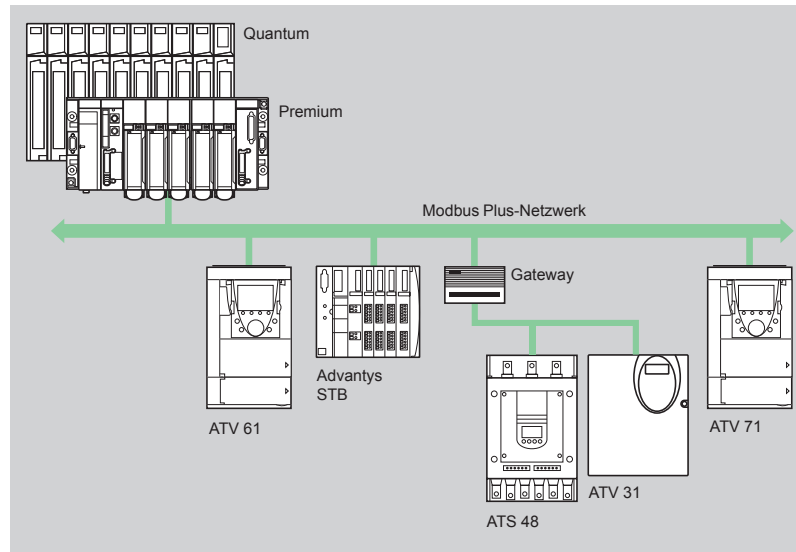 Quantum
Premium
Modbus Plus-Netzwerk
Gateway
Advantys
STB
ATV 61
ATV 71
ATV 31
ATS 48